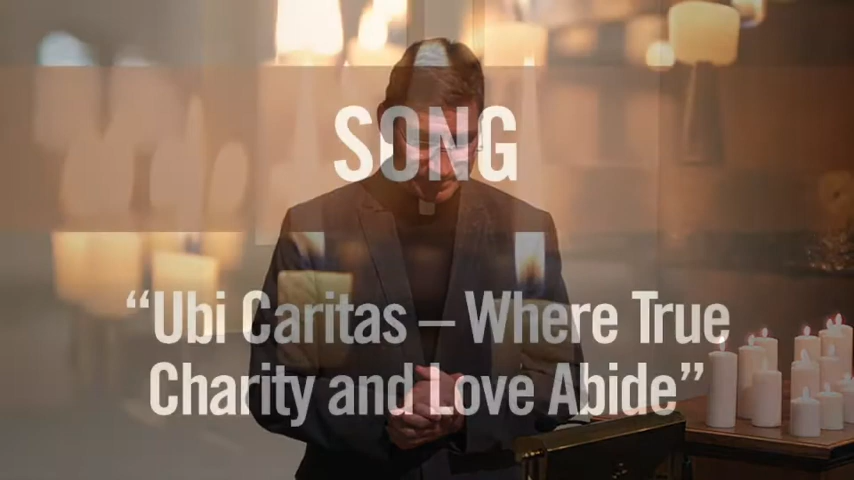 SONG
“Ubi Caritas – Where True
Charity and Love Abide”